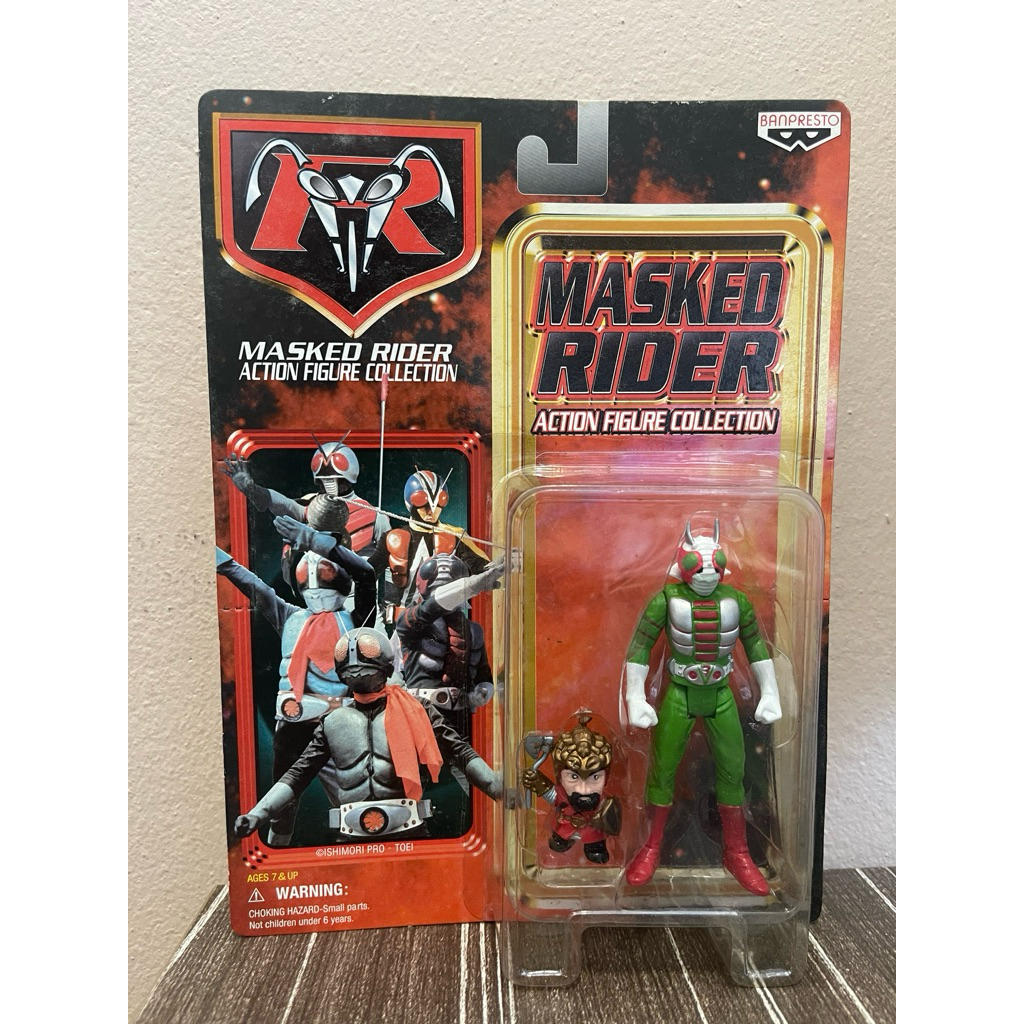 BANPRESTO
R
MASKED RIDER
ACTION FIGURE COLLECTION
MASKED
RIDER
ACTION FIGURE COLLECTION
©ISHIMORI PRO - TOEI
AGES 7 & UP
WARNING:
CHOKING HAZARD-Small parts.
Not children under 6 years.